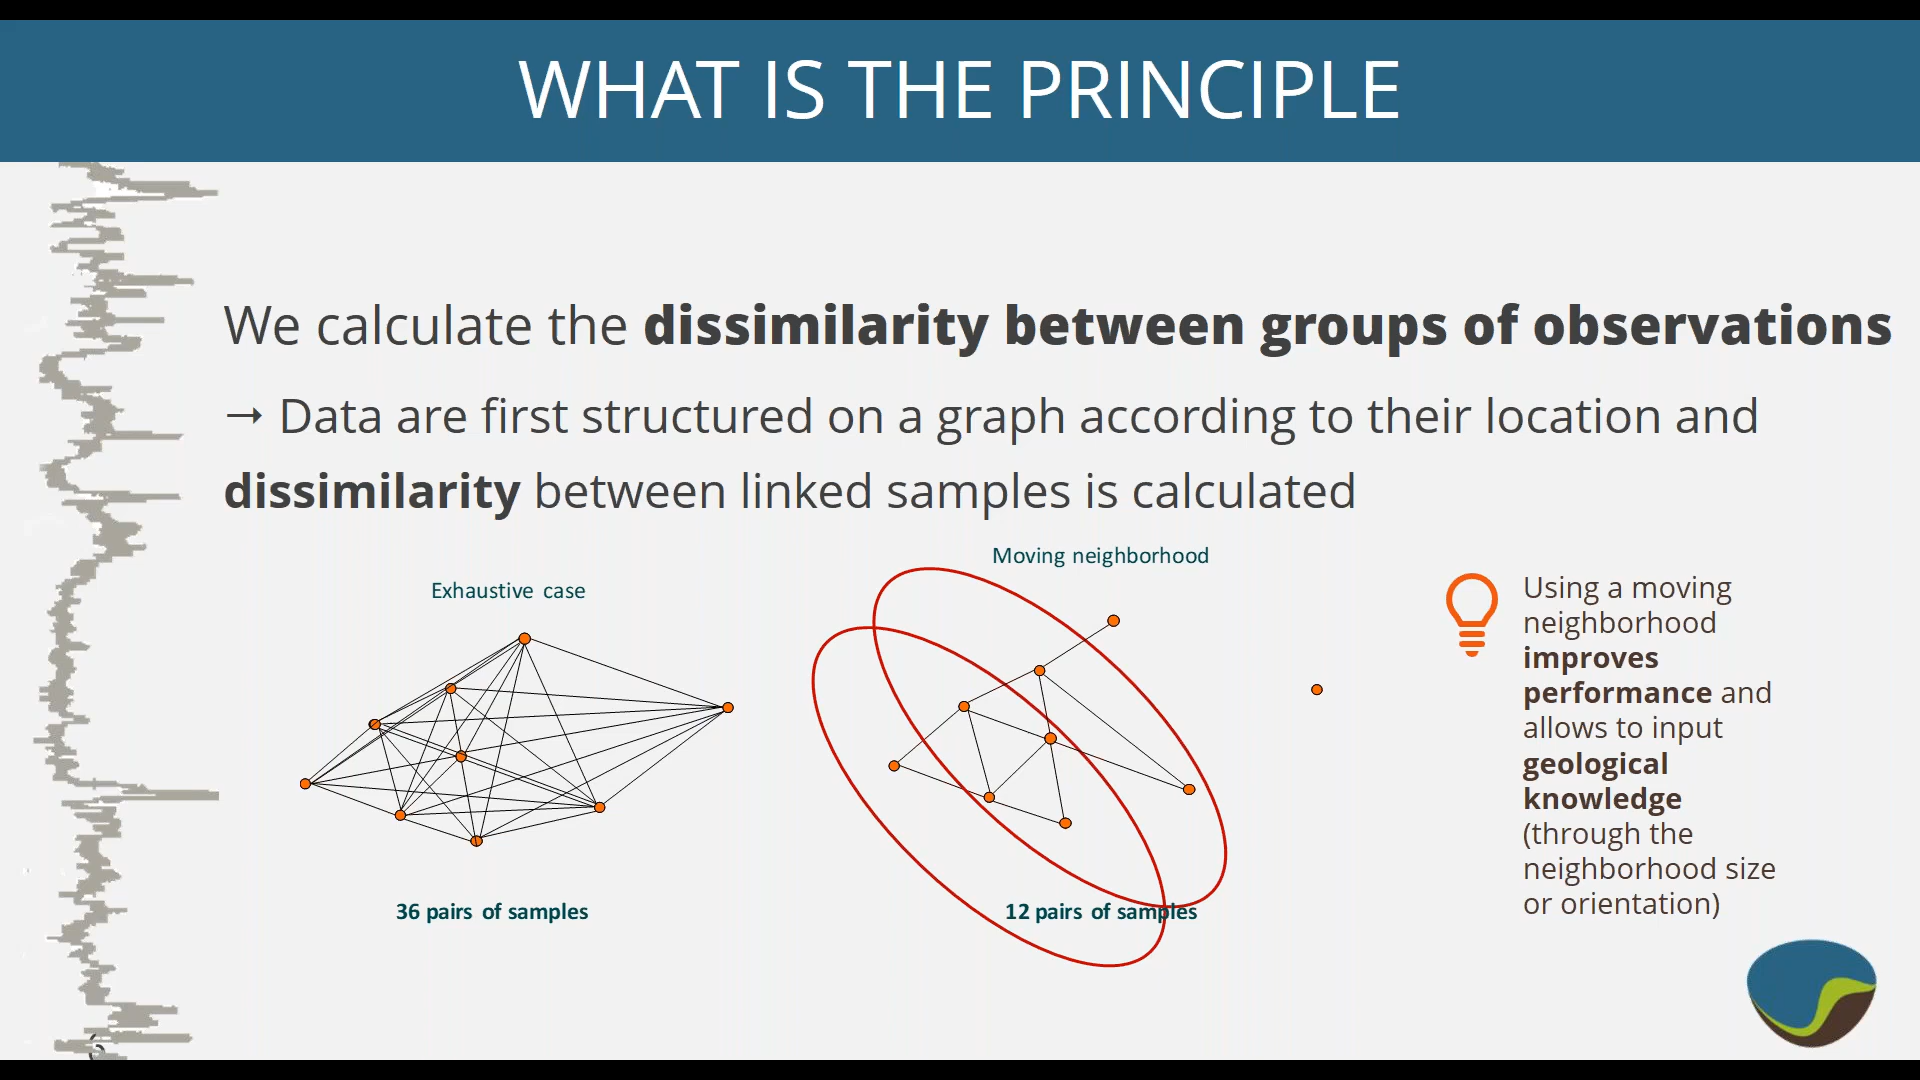 WHAT IS THE PRINCIPLE
We calculate the dissimilarity between groups of observations
→ Data are first structured on a graph according to their location and
dissimilarity between linked samples is calculated
Exhaustive case
36 pairs of samples
Moving neighborhood
12 pairs of samples
Using a moving
neighborhood
improves
performance and
allows to input
geological
knowledge
(through the
neighborhood size
or orientation)